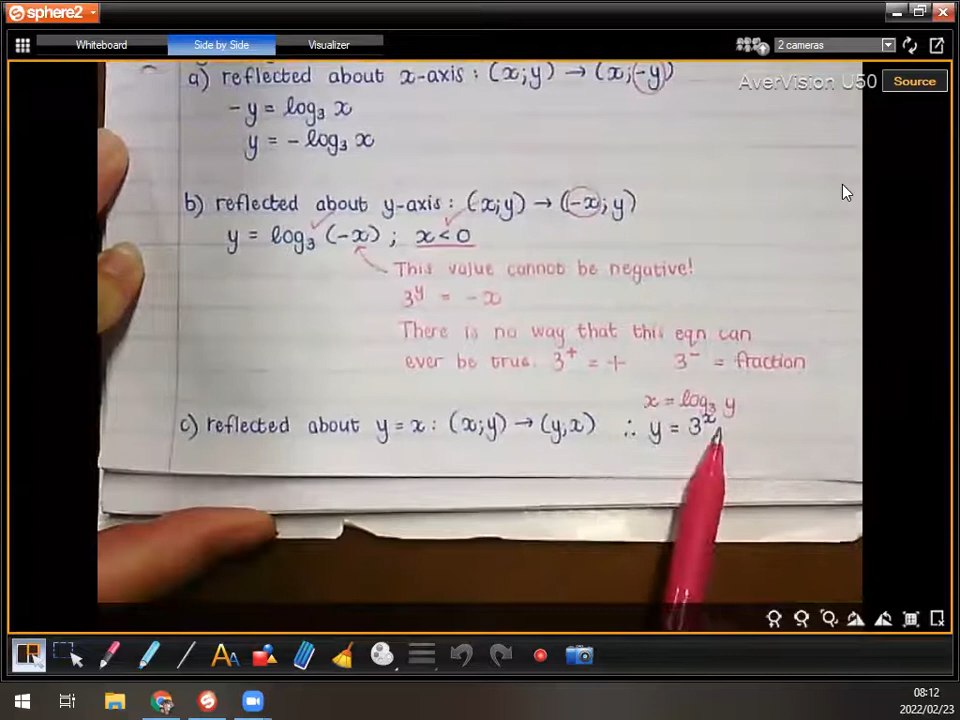 sphere2
Whiteboard
Side by Side
Visualizer
2 cameras
AverVision U50
Source
a) reflected about x-axis : (x;y) → (x;-y)
-y = log₃ x
y = - log₃ x
b) reflected about y-axis : (x;y) → (-x;y)
y = log₃ (-x) ; x < 0
This value cannot be negative!
3^y = -x
There is no way that this eqn can
ever be true. 3^+ = + 3^- = fraction
x = log₃ y
c) reflected about y = x : (x;y) → (y;x) ∴ y = 3^x
08:12
2022/02/23